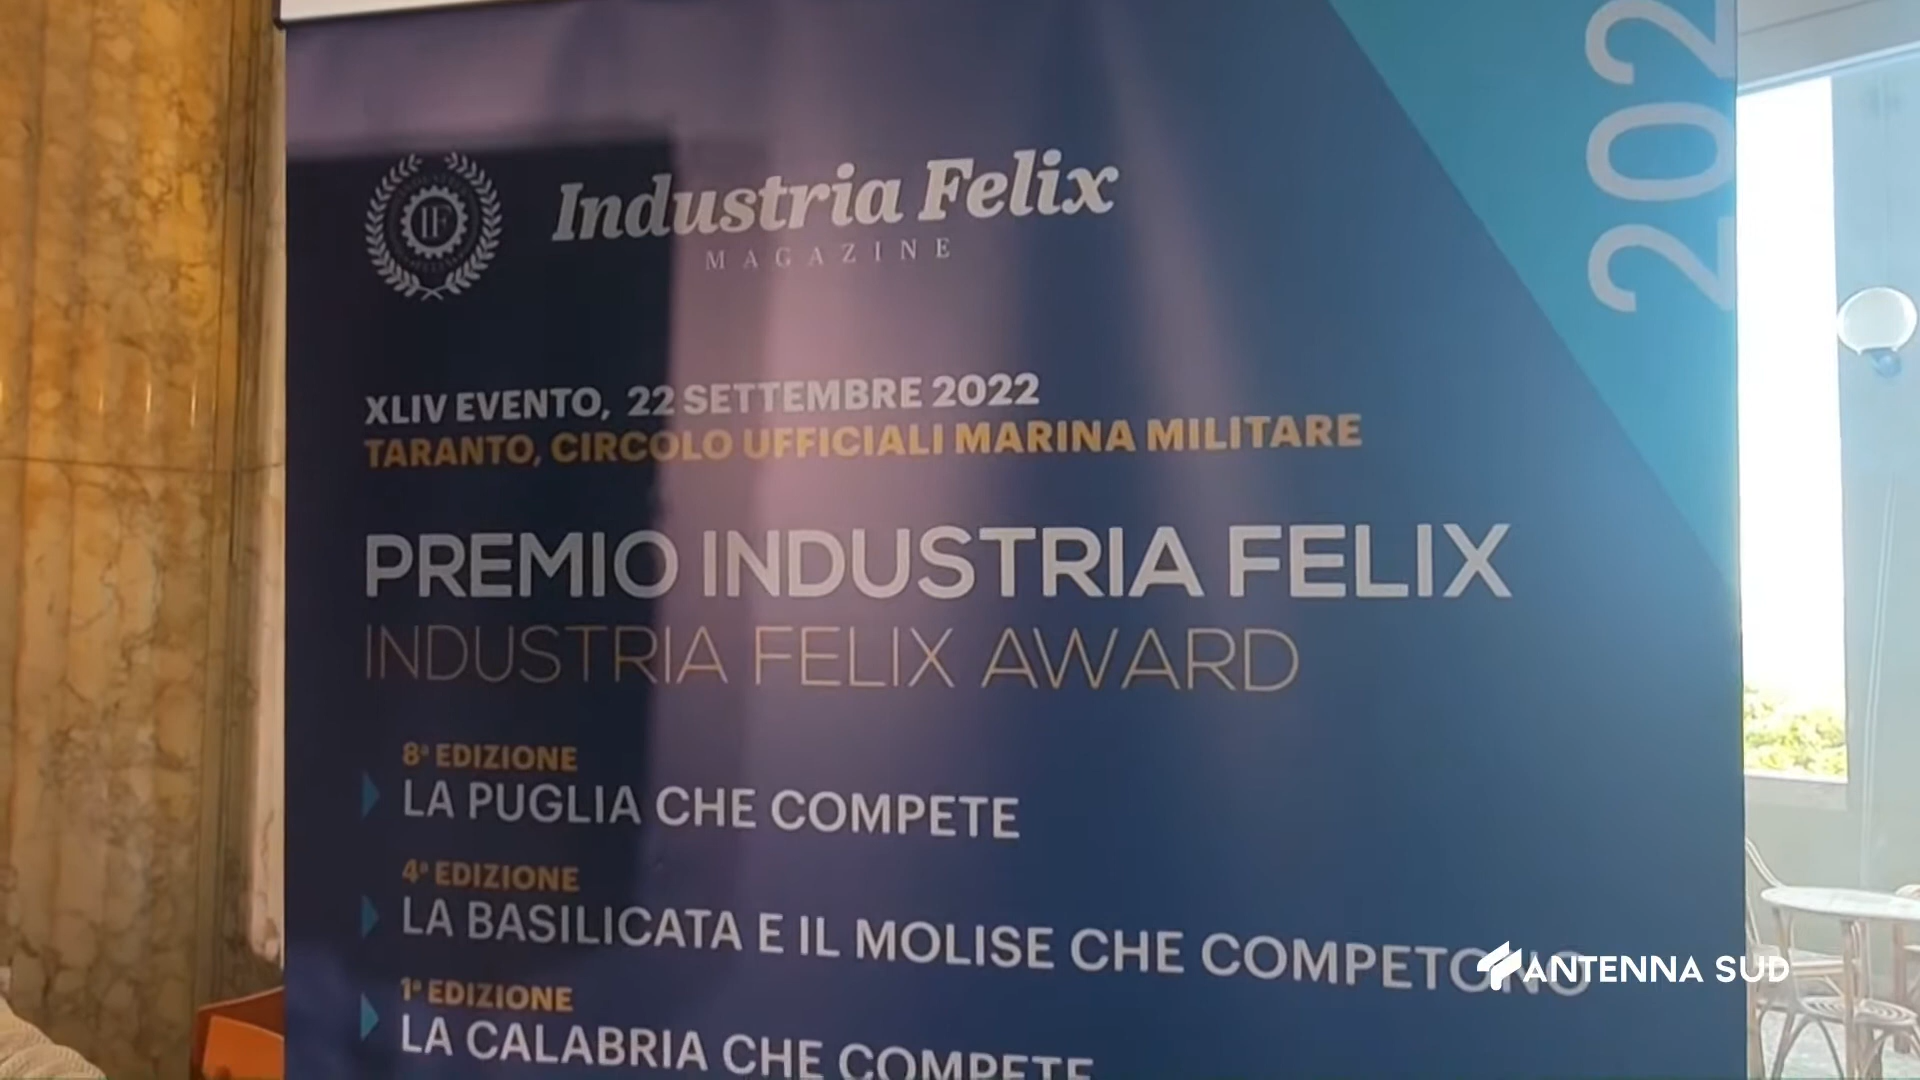 IF
Industria Felix
MAGAZINE
202
XLIV EVENTO, 22 SETTEMBRE 2022
TARANTO, CIRCOLO UFFICIALI MARINA MILITARE
PREMIO INDUSTRIA FELIX
INDUSTRIA FELIX AWARD
8ª EDIZIONE
LA PUGLIA CHE COMPETE
4ª EDIZIONE
LA BASILICATA E IL MOLISE CHE COMPETONO
1ª EDIZIONE
LA CALABRIA CHE COMPETE
ANTENNA SUD